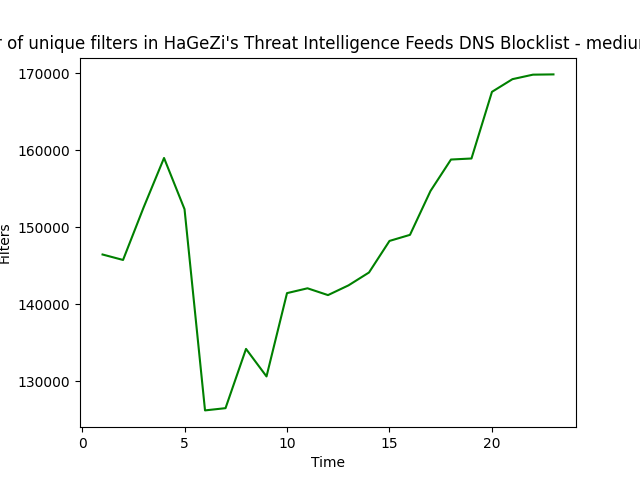 r of unique filters in HaGeZi's Threat Intelligence Feeds DNS Blocklist - mediu
170000
160000
150000
140000
130000
Filters
0 5 10 15 20
Time